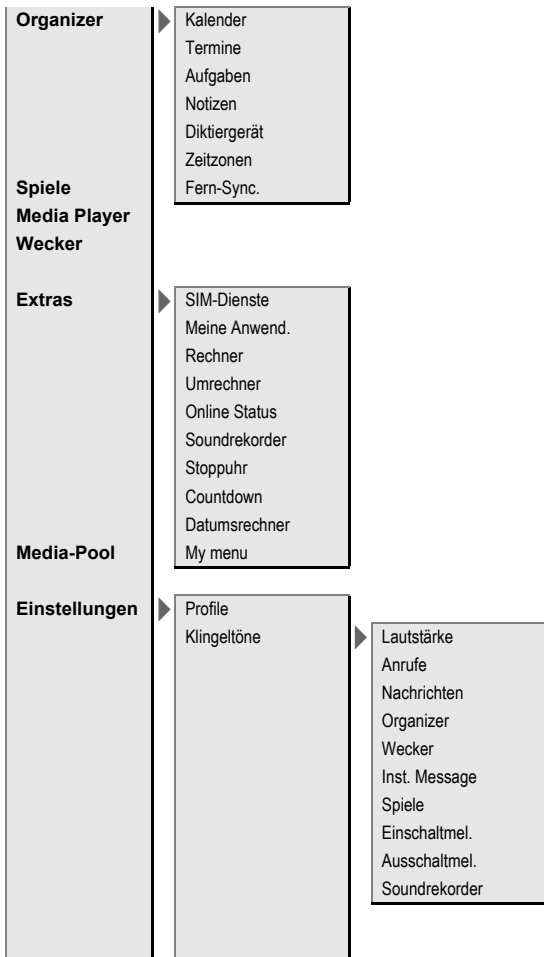 Organizer
Kalender
Termine
Aufgaben
Notizen
Diktiergerät
Zeitzonen
Fern-Sync.
Spiele
Media Player
Wecker
Extras
SIM-Dienste
Meine Anwend.
Rechner
Umrechner
Online Status
Soundrekorder
Stoppuhr
Countdown
Datumsrechner
My menu
Media-Pool
Einstellungen
Profile
Klingeltöne
Lautstärke
Anrufe
Nachrichten
Organizer
Wecker
Inst. Message
Spiele
Einschaltmel.
Ausschaltmel.
Soundrekorder